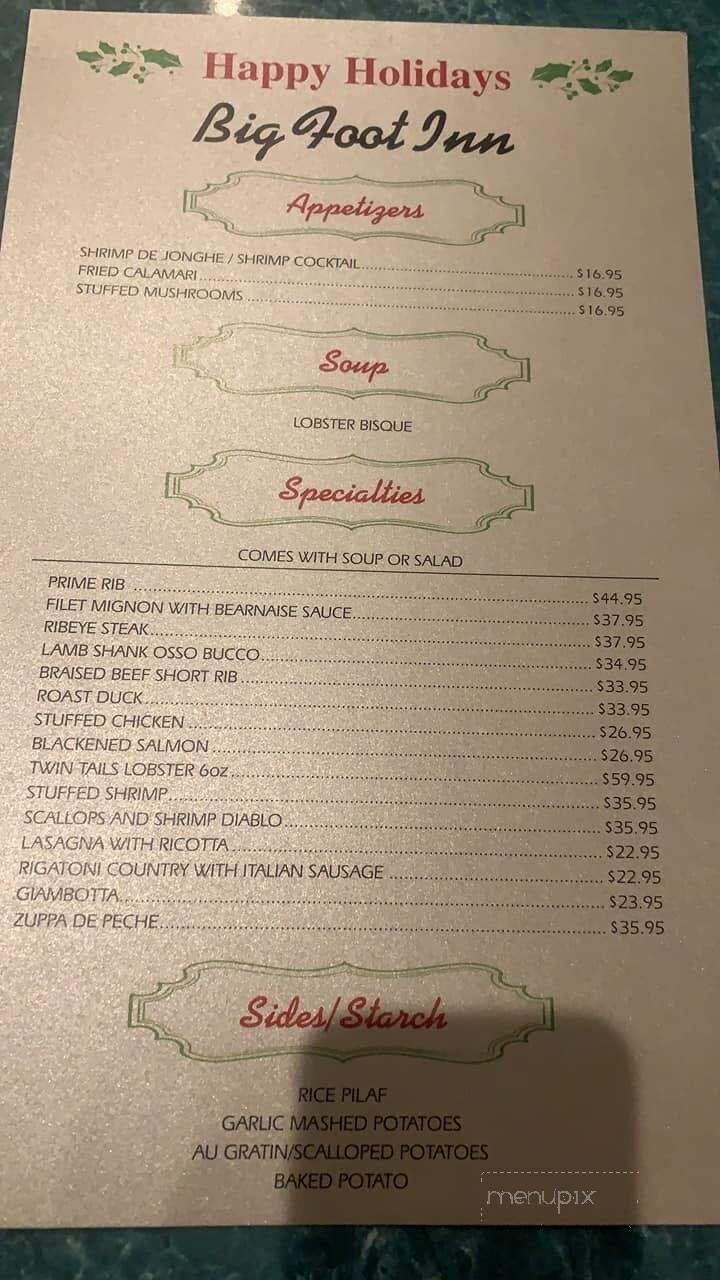 Happy Holidays
Big Foot Inn
Appetizers
SHRIMP DE JONGHE / SHRIMP COCKTAIL $16.95
FRIED CALAMARI $16.95
STUFFED MUSHROOMS $16.95
Soup
LOBSTER BISQUE
Specialties
COMES WITH SOUP OR SALAD
PRIME RIB $44.95
FILET MIGNON WITH BEARNAISE SAUCE $37.95
RIBEYE STEAK $37.95
LAMB SHANK OSSO BUCCO $34.95
BRAISED BEEF SHORT RIB $33.95
ROAST DUCK $33.95
STUFFED CHICKEN $26.95
BLACKENED SALMON $26.95
TWIN TAILS LOBSTER 6oz $59.95
STUFFED SHRIMP $35.95
SCALLOPS AND SHRIMP DIABLO $35.95
LASAGNA WITH RICOTTA $22.95
RIGATONI COUNTRY WITH ITALIAN SAUSAGE $22.95
GIAMBOTTA $23.95
ZUPPA DE PECHE $35.95
Sides/Starch
RICE PILAF
GARLIC MASHED POTATOES
AU GRATIN/SCALLOPED POTATOES
BAKED POTATO
menupix